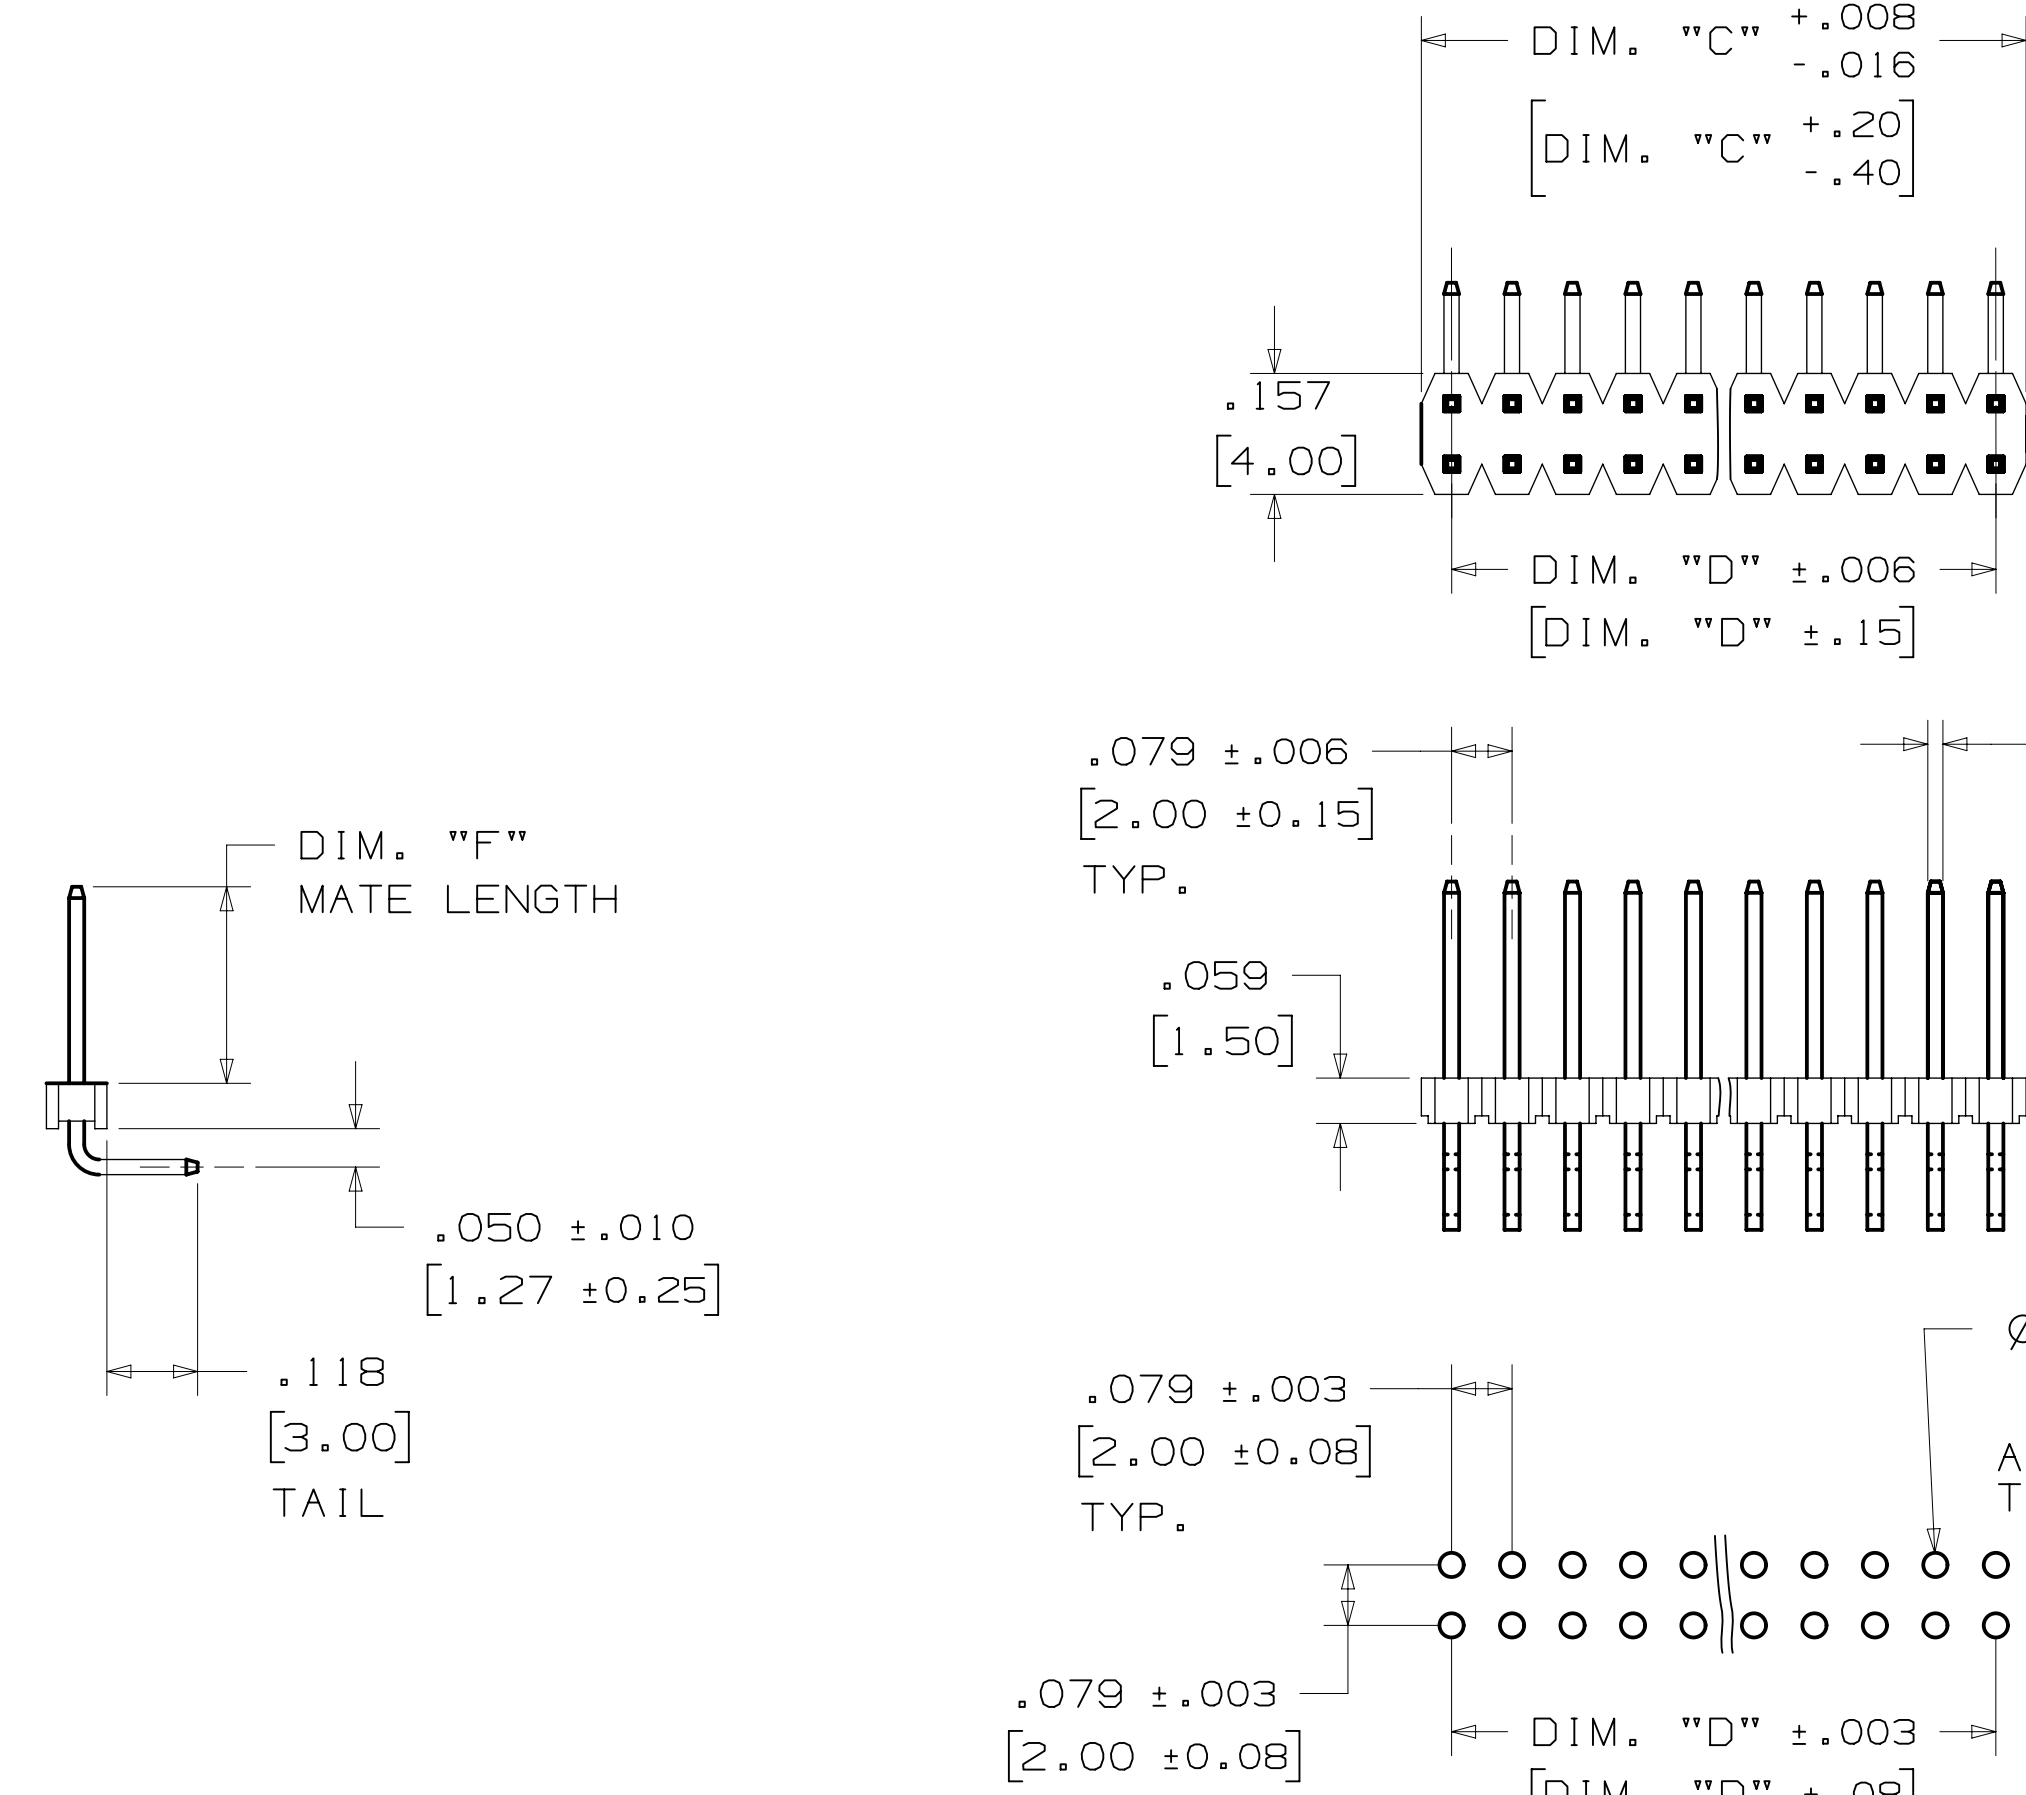 DIM. "C" +.008
-.016
[DIM. "C" +.20
-.40]
.157
[4.00]
DIM. "D" ±.006
[DIM. "D" ±.15]
.079 ±.006
[2.00 ±0.15]
TYP.
DIM. "F"
MATE LENGTH
.059
[1.50]
.050 ±.010
[1.27 ±0.25]
.118
[3.00]
TAIL
Ø
.079 ±.003
[2.00 ±0.08]
TYP.
A
T
.079 ±.003
[2.00 ±0.08]
DIM. "D" ±.003
[DIM. "D" ±.08]